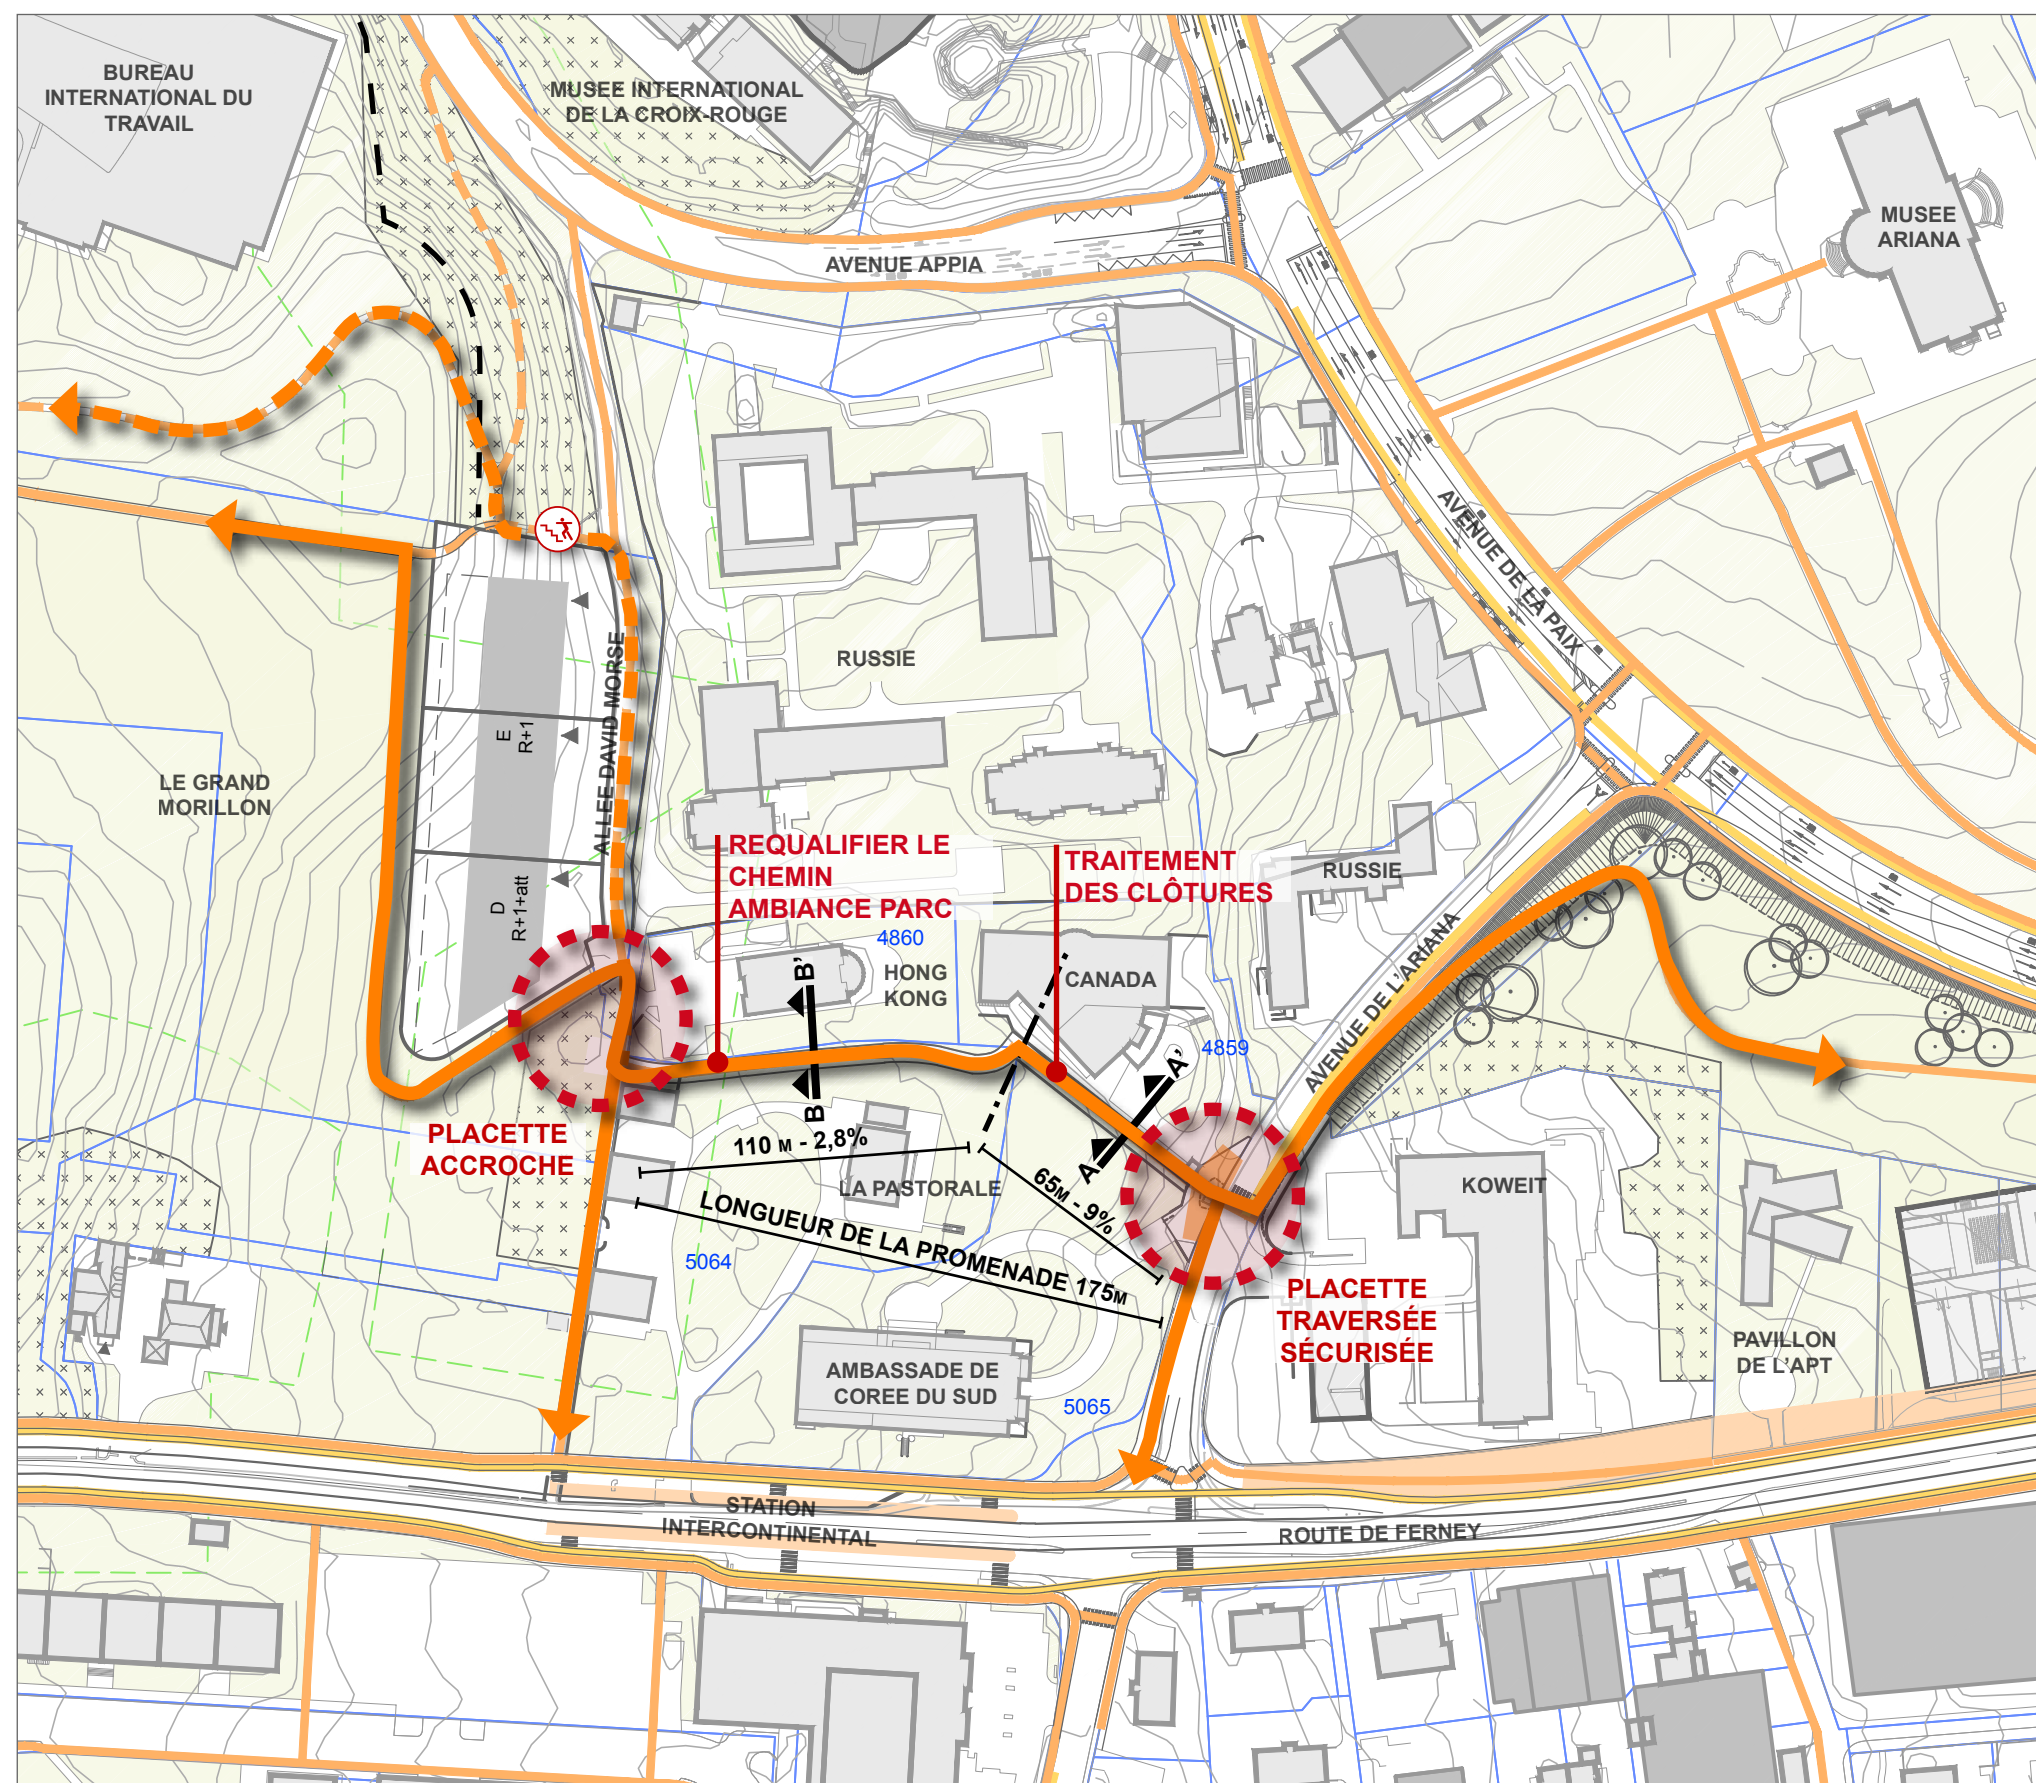 BUREAU
INTERNATIONAL DU
TRAVAIL
MUSEE INTERNATIONAL
DE LA CROIX-ROUGE
MUSEE
ARIANA
AVENUE APPIA
AVENUE DE LA PAIX
RUSSIE
ALLEE DAVID MORSE
E
R+1
D
R+1+att
LE GRAND
MORILLON
REQUALIFIER LE
CHEMIN
AMBIANCE PARC
TRAITEMENT
DES CLÔTURES
RUSSIE
4860
HONG
KONG
CANADA
AVENUE DE L'ARIANA
B'
B
A'
A
4859
PLACETTE
ACCROCHE
110 M - 2,8%
LA PASTORALE
65M - 9%
LONGUEUR DE LA PROMENADE 175M
KOWEIT
5064
PLACETTE
TRAVERSÉE
SÉCURISÉE
PAVILLON
DE L'APT
AMBASSADE DE
COREE DU SUD
5065
STATION
INTERCONTINENTAL
ROUTE DE FERNEY